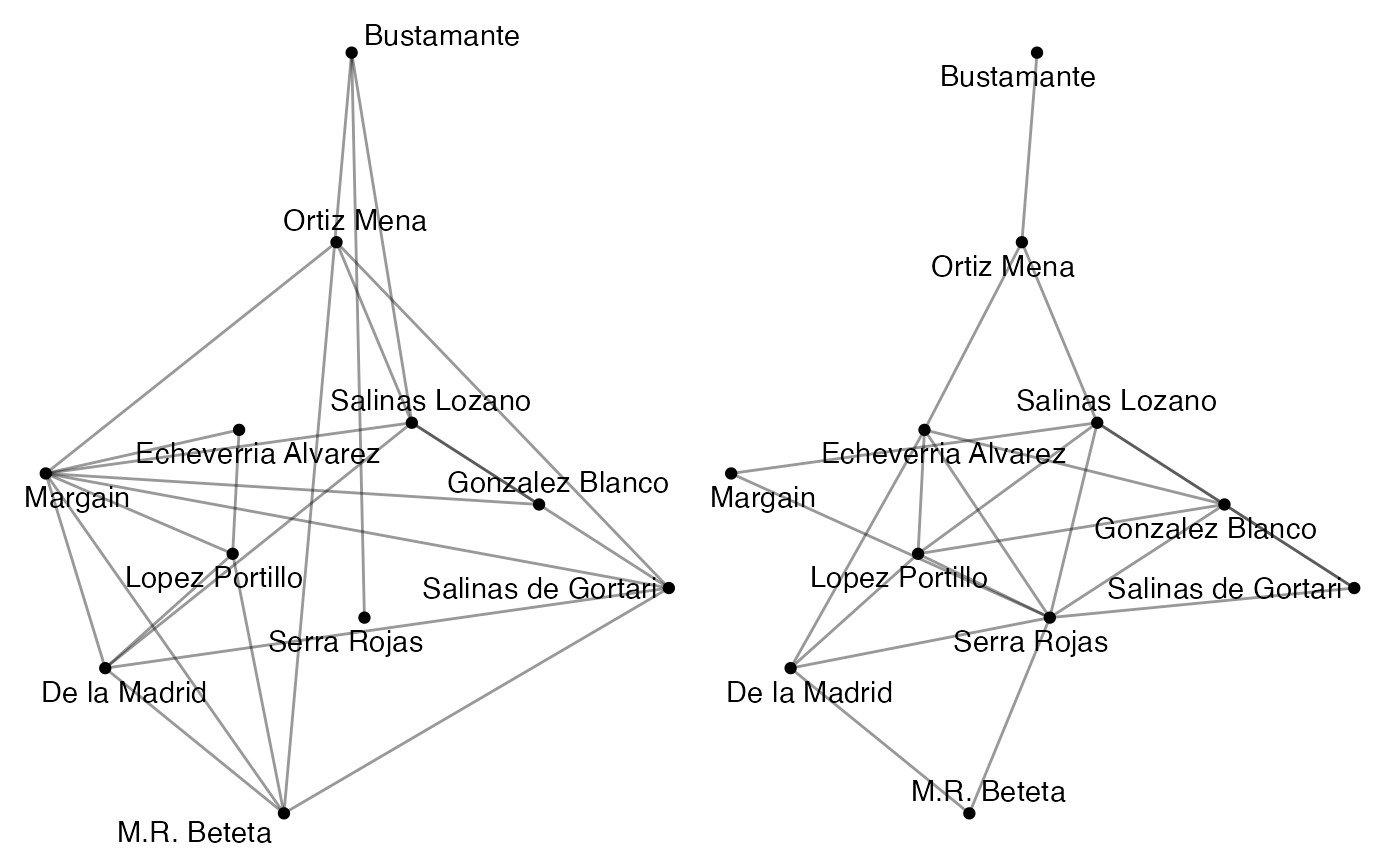 Bustamante
Ortiz Mena
Salinas Lozano
Echeverria Alvarez
Gonzalez Blanco
Margain
Lopez Portillo
Salinas de Gortari
Serra Rojas
De la Madrid
M.R. Beteta
Bustamante
Ortiz Mena
Salinas Lozano
Echeverria Alvarez
Margain
Gonzalez Blanco
Lopez Portillo
Salinas de Gortari
Serra Rojas
De la Madrid
M.R. Beteta